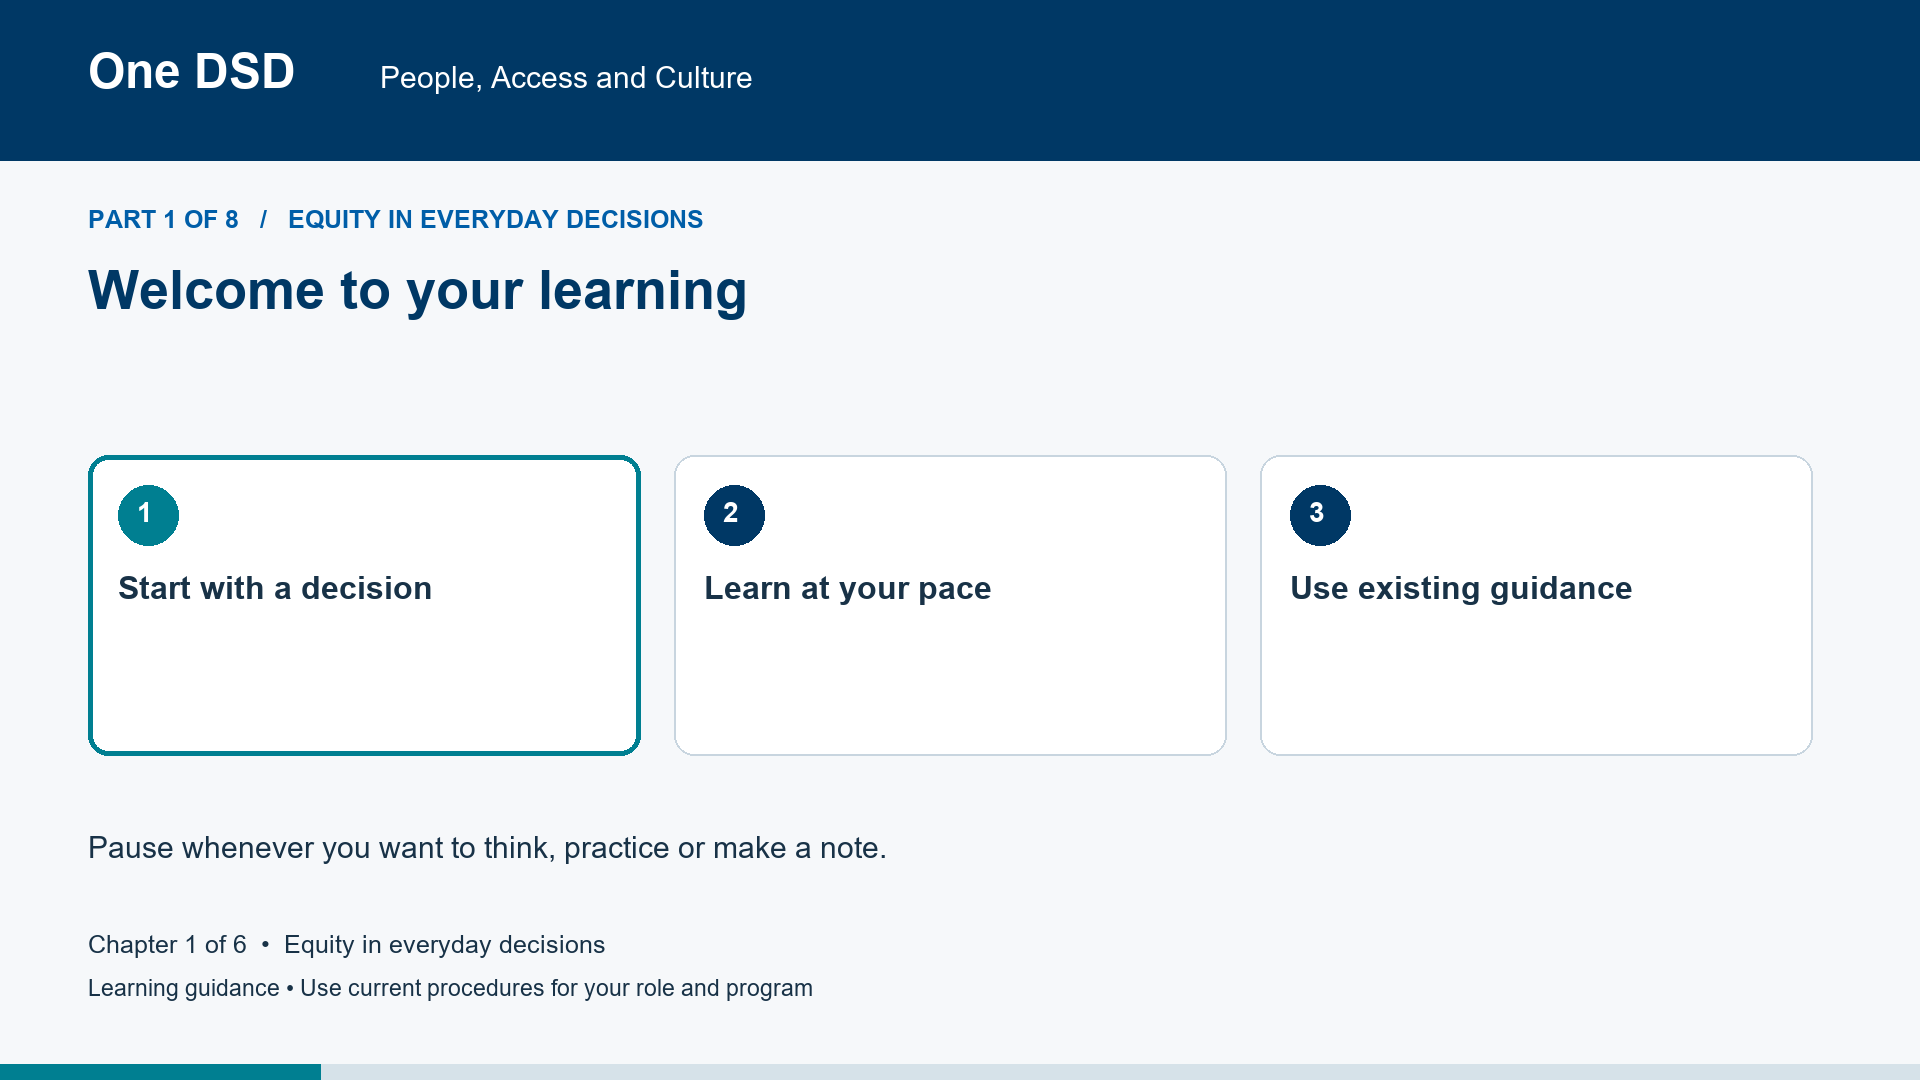 One DSD
People, Access and Culture
PART 1 OF 8 / EQUITY IN EVERYDAY DECISIONS
Welcome to your learning
1
Start with a decision
2
Learn at your pace
3
Use existing guidance
Pause whenever you want to think, practice or make a note.
Chapter 1 of 6 • Equity in everyday decisions
Learning guidance • Use current procedures for your role and program